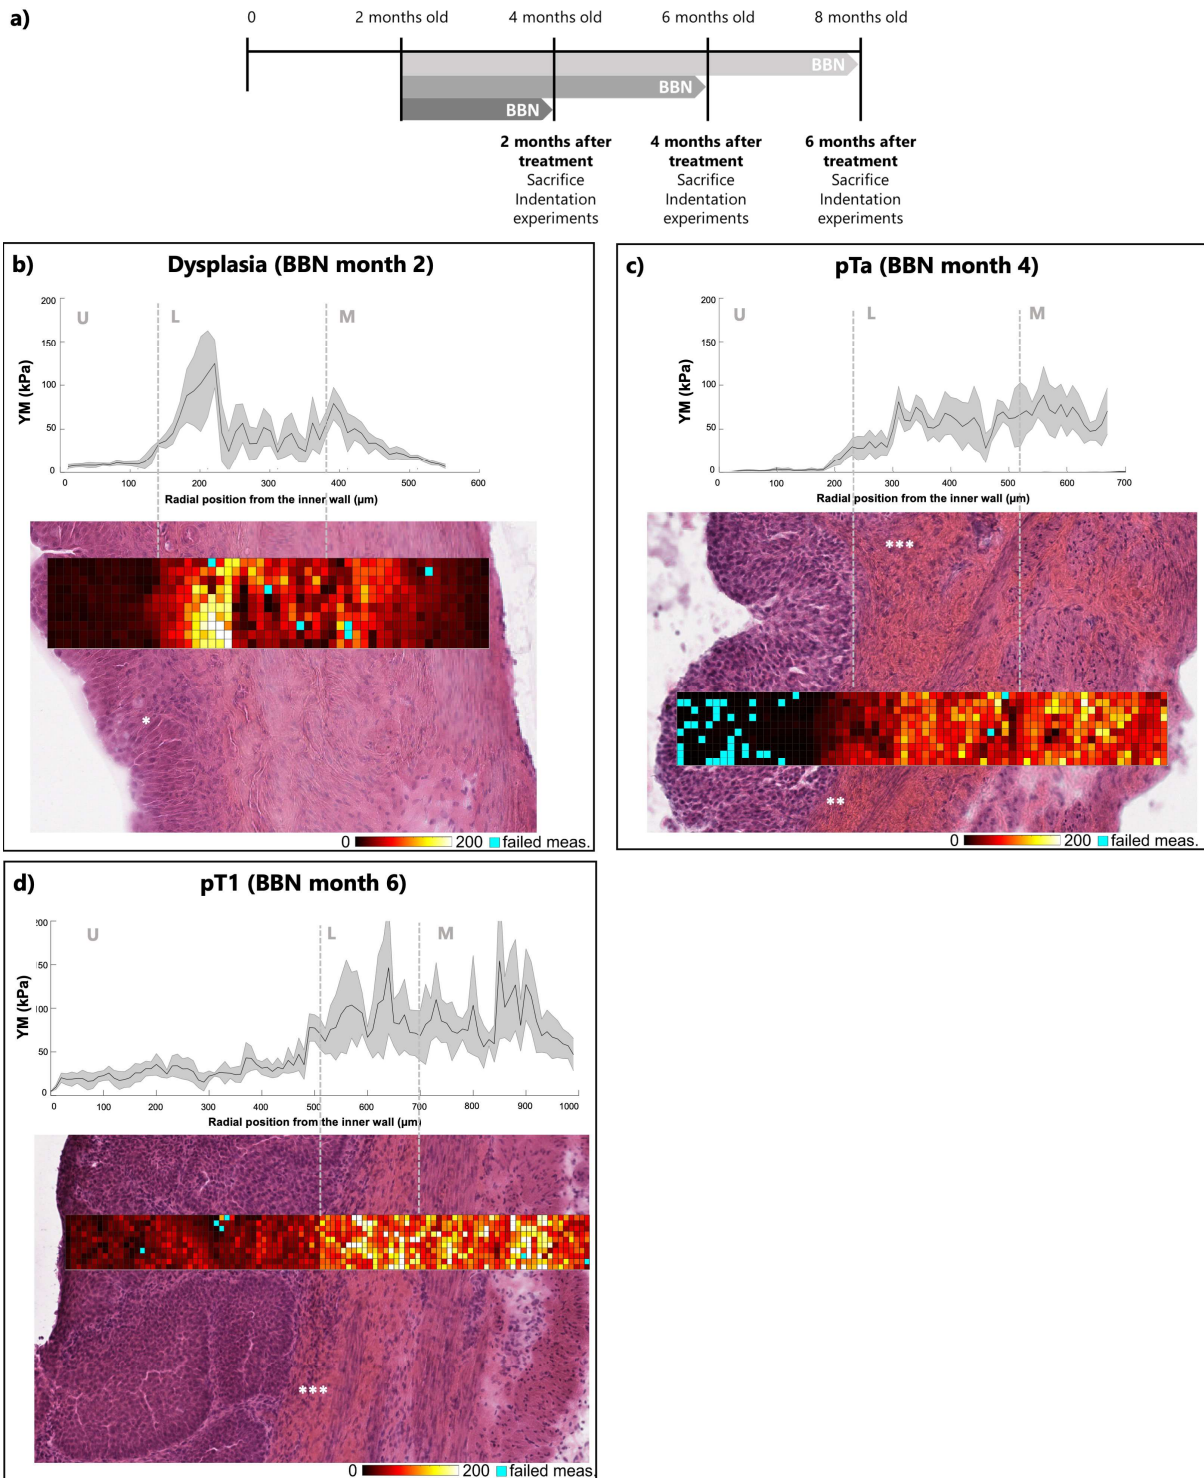 a)
0 2 months old 4 months old 6 months old 8 months old
BBN
BBN
BBN
2 months after 4 months after 6 months after
treatment treatment treatment
Sacrifice Sacrifice Sacrifice
Indentation Indentation Indentation
experiments experiments experiments
b) Dysplasia (BBN month 2)
200
U L M
150
YM (kPa)
100
50
0
0 100 200 300 400 500 600
Radial position from the inner wall (µm)
*
0 200 failed meas.
c) pTa (BBN month 4)
200
U L M
150
YM (kPa)
100
50
0
0 100 200 300 400 500 600 700
Radial position from the inner wall (µm)
***
**
0 200 failed meas.
d) pT1 (BBN month 6)
200
U L M
150
YM (kPa)
100
50
0
0 100 200 300 400 500 600 700 800 900 1000
Radial position from the inner wall (µm)
***
0 200 failed meas.